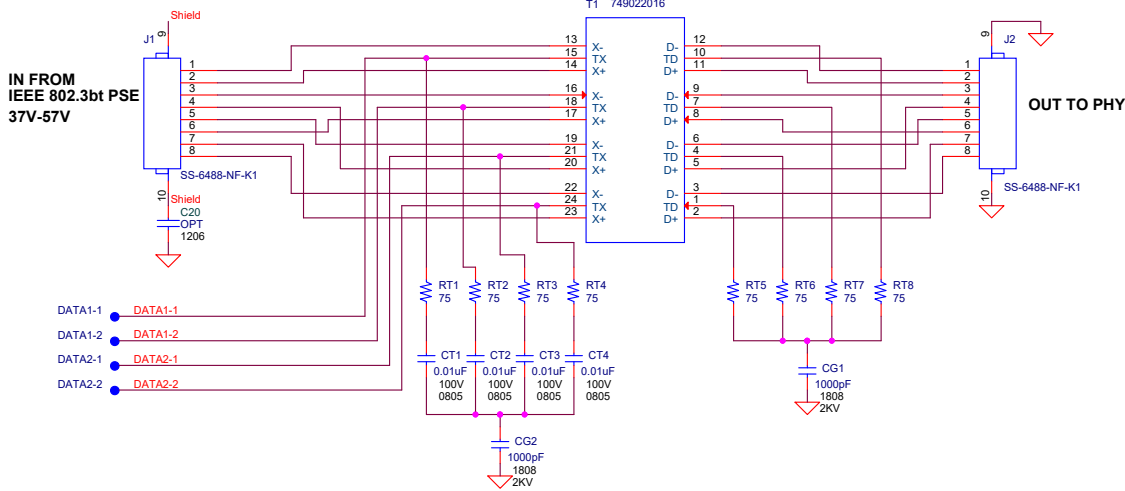 T1 749022016
Shield
9
J1
IN FROM
IEEE 802.3bt PSE
37V-57V
1
2
3
4
5
6
7
8
SS-6488-NF-K1
10
Shield
C20
OPT
1206
13
15
14
16
18
17
19
21
20
22
24
23
X-
TX
X+
X-
TX
X+
X-
TX
X+
X-
TX
X+
D-
TD
D+
D-
TD
D+
D-
TD
D+
D-
TD
D+
12
10
11
9
7
8
6
4
5
3
1
2
9
J2
1
2
3
4
5
6
7
8
OUT TO PHY
SS-6488-NF-K1
10
DATA1-1 DATA1-1
DATA1-2 DATA1-2
DATA2-1 DATA2-1
DATA2-2 DATA2-2
RT1
75
RT2
75
RT3
75
RT4
75
RT5
75
RT6
75
RT7
75
RT8
75
CT1
0.01uF
100V
0805
CT2
0.01uF
100V
0805
CT3
0.01uF
100V
0805
CT4
0.01uF
100V
0805
CG1
1000pF
1808
2KV
CG2
1000pF
1808
2KV